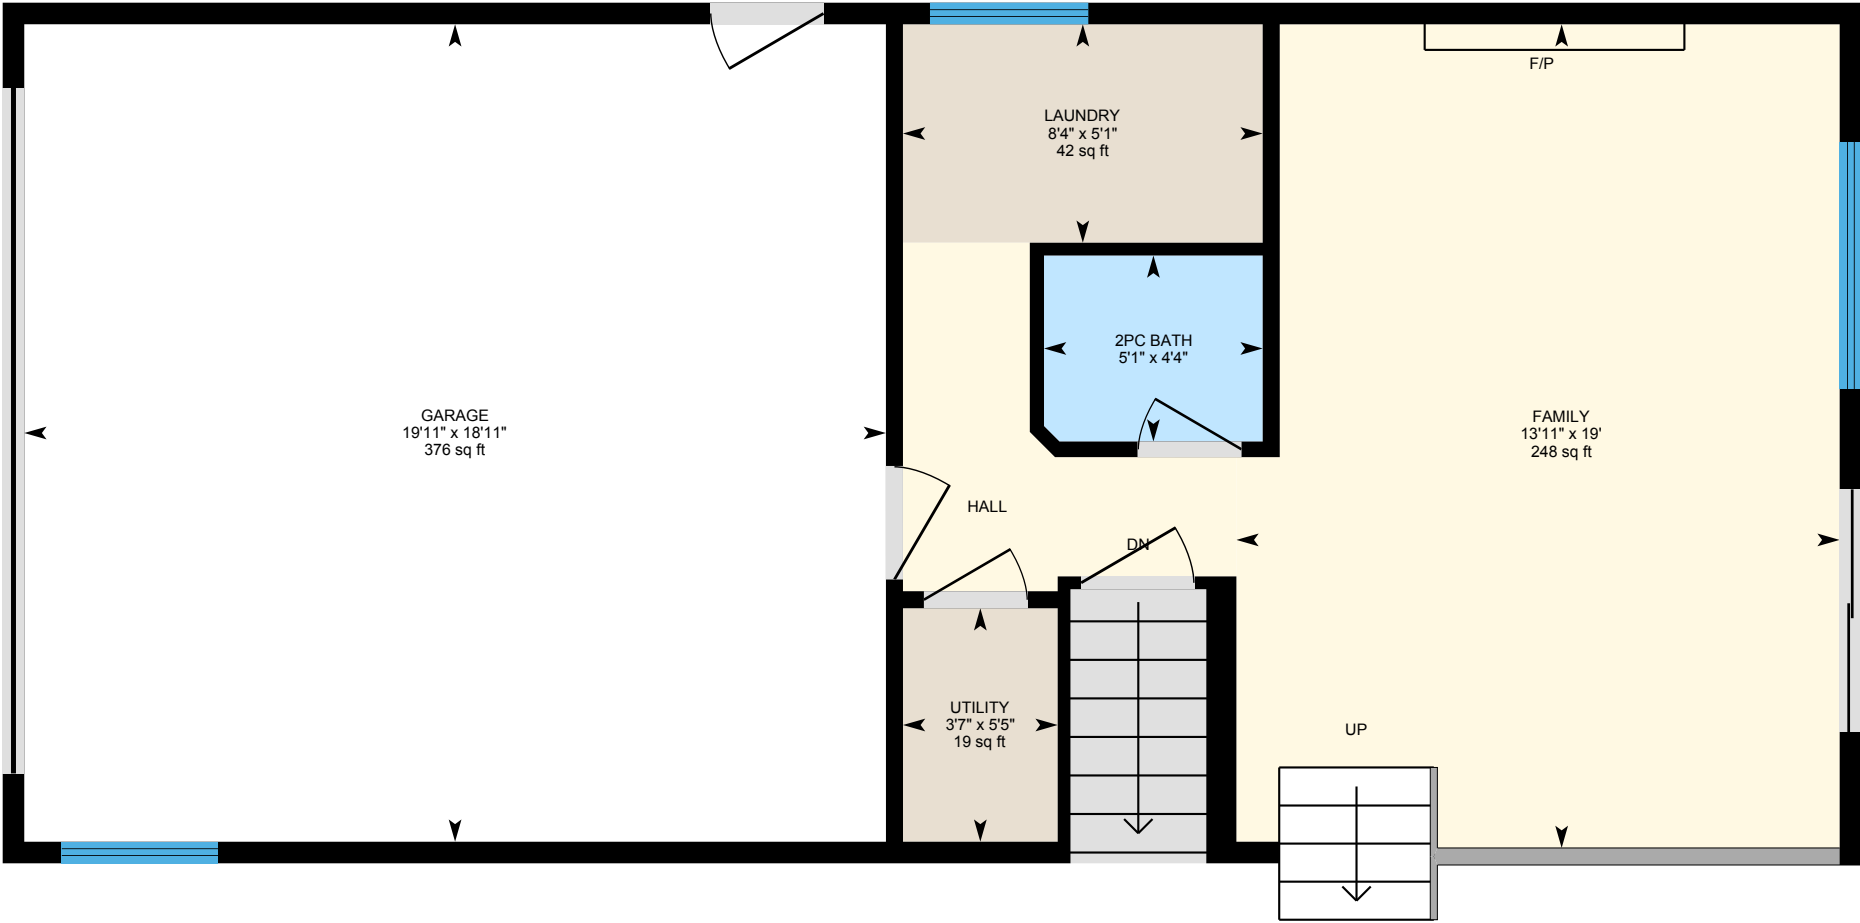 F/P
LAUNDRY
8'4" x 5'1"
42 sq ft
2PC BATH
5'1" x 4'4"
GARAGE
19'11" x 18'11"
376 sq ft
FAMILY
13'11" x 19'
248 sq ft
HALL
DN
UTILITY
3'7" x 5'5"
19 sq ft
UP